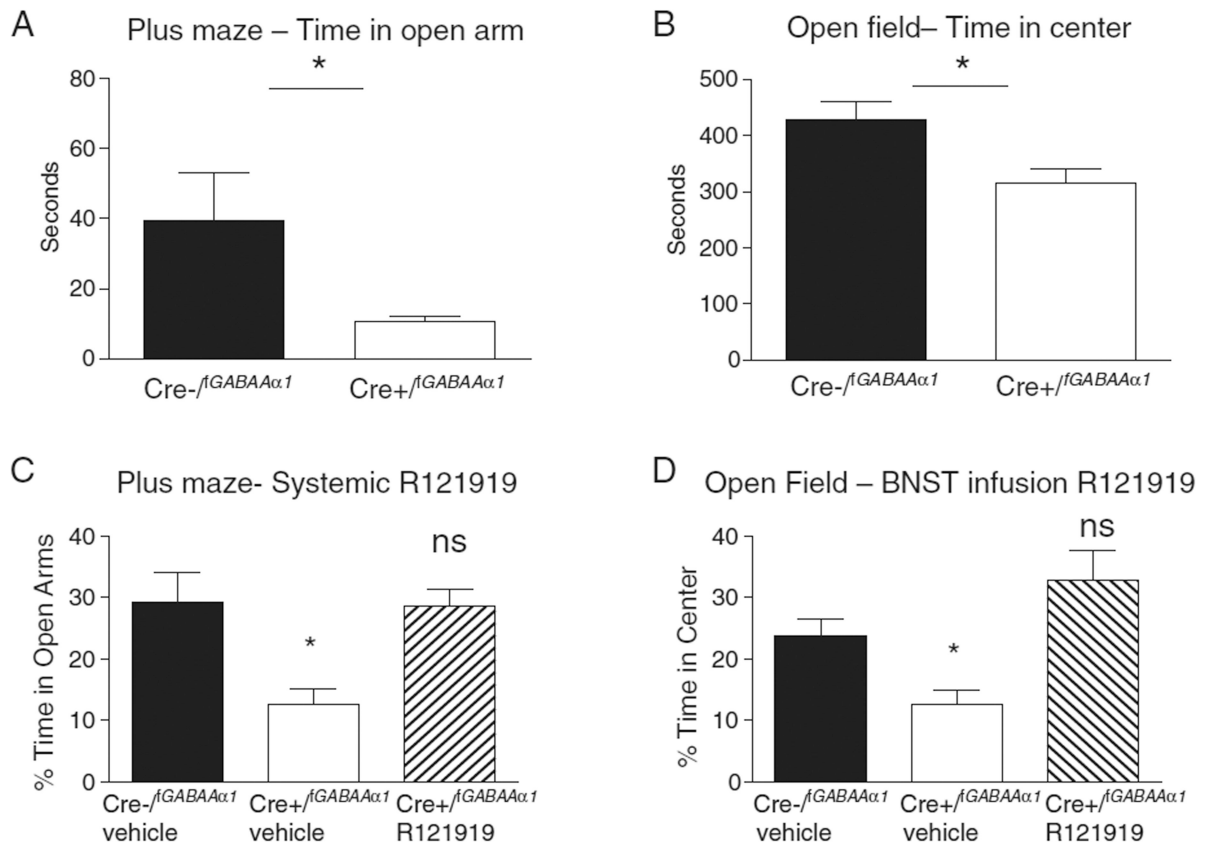 A
Plus maze – Time in open arm
*
80
60
40
20
0
Seconds
Cre-/fGABAAα1
Cre+/fGABAAα1
B
Open field– Time in center
*
500
400
300
200
100
0
Seconds
Cre-/fGABAAα1
Cre+/fGABAAα1
C
Plus maze- Systemic R121919
40
30
20
10
0
% Time in Open Arms
*
ns
Cre-/fGABAAα1
vehicle
Cre+/fGABAAα1
vehicle
Cre+/fGABAAα1
R121919
D
Open Field – BNST infusion R121919
40
30
20
10
0
% Time in Center
*
ns
Cre-/fGABAAα1
vehicle
Cre+/fGABAAα1
vehicle
Cre+/fGABAAα1
R121919